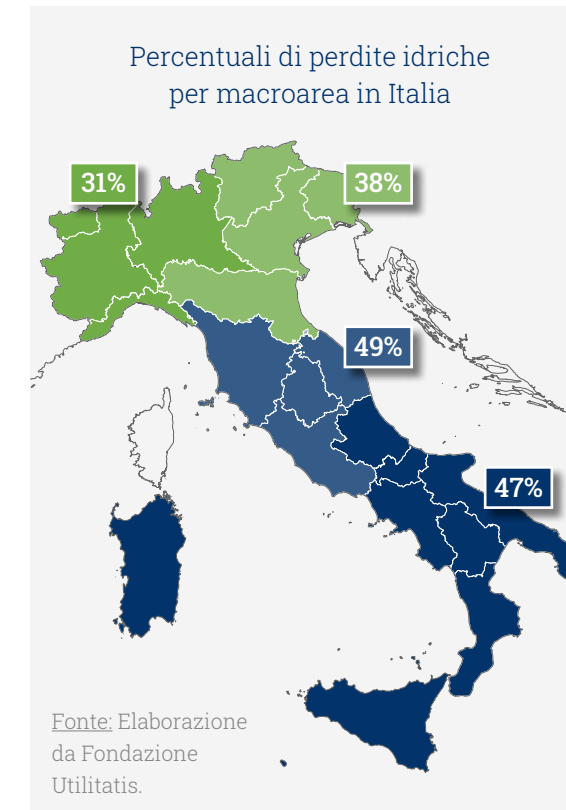 Percentuali di perdite idriche
per macroarea in Italia
31%
38%
49%
47%
Fonte: Elaborazione
da Fondazione
Utilitatis.